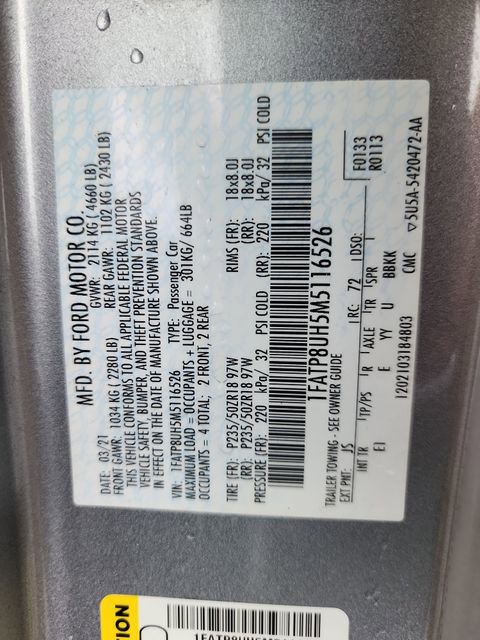 MFD. BY FORD MOTOR CO.
DATE: 03/21 GVWR: 2114 KG ( 4660 LB)
FRONT GAWR: 1034 KG ( 2280 LB) REAR GAWR: 1102 KG ( 2430 LB)
THIS VEHICLE CONFORMS TO ALL APPLICABLE FEDERAL MOTOR
VEHICLE SAFETY, BUMPER, AND THEFT PREVENTION STANDARDS
IN EFFECT ON THE DATE OF MANUFACTURE SHOWN ABOVE.
VIN: 1FATP8UH5M5116526 TYPE: Passenger Car
MAXIMUM LOAD = OCCUPANTS + LUGGAGE = 301KG/ 664LB
OCCUPANTS = 4 TOTAL; 2 FRONT, 2 REAR
TIRE (FR): P235/50ZR18 97W RIMS (FR): 18x8.0J
(RR): P235/50ZR18 97W (RR): 18x8.0J
PRESSURE (FR): 220 kPa/ 32 PSI COLD (RR): 220 kPa/ 32 PSI COLD
1FATP8UH5M5116526
TRAILER TOWING - SEE OWNER GUIDE
F0133
R0113
EXT PNT: JS RC: 72 DSO:
INT TR TP/PS R AXLE TR SPR
EI E YY U BBKK
1202103184803 CMC ▽5U5A-5420472-AA
TION